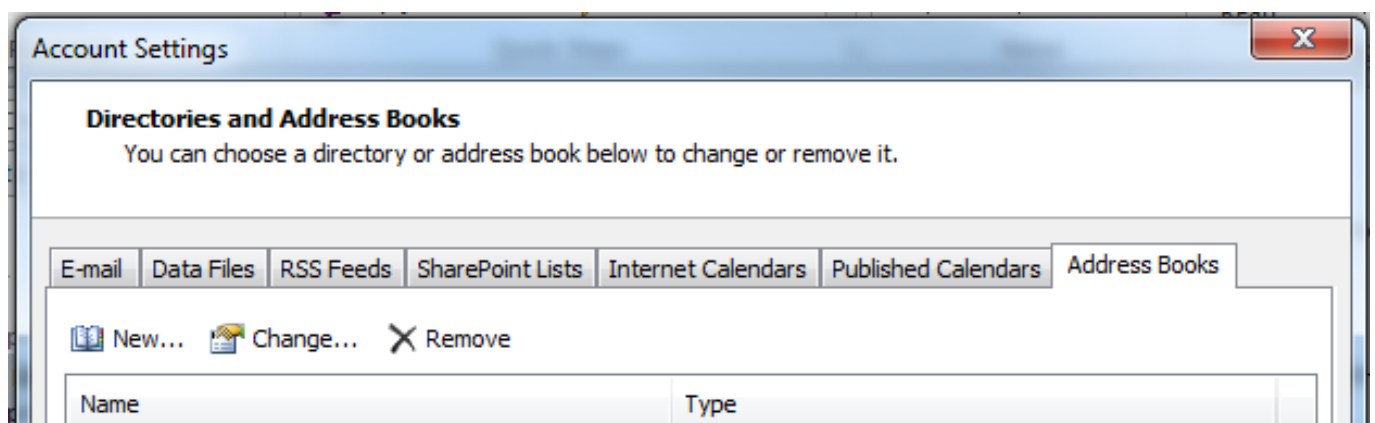 Account Settings
Directories and Address Books
You can choose a directory or address book below to change or remove it.
E-mail Data Files RSS Feeds SharePoint Lists Internet Calendars Published Calendars Address Books
New... Change... Remove
Name Type